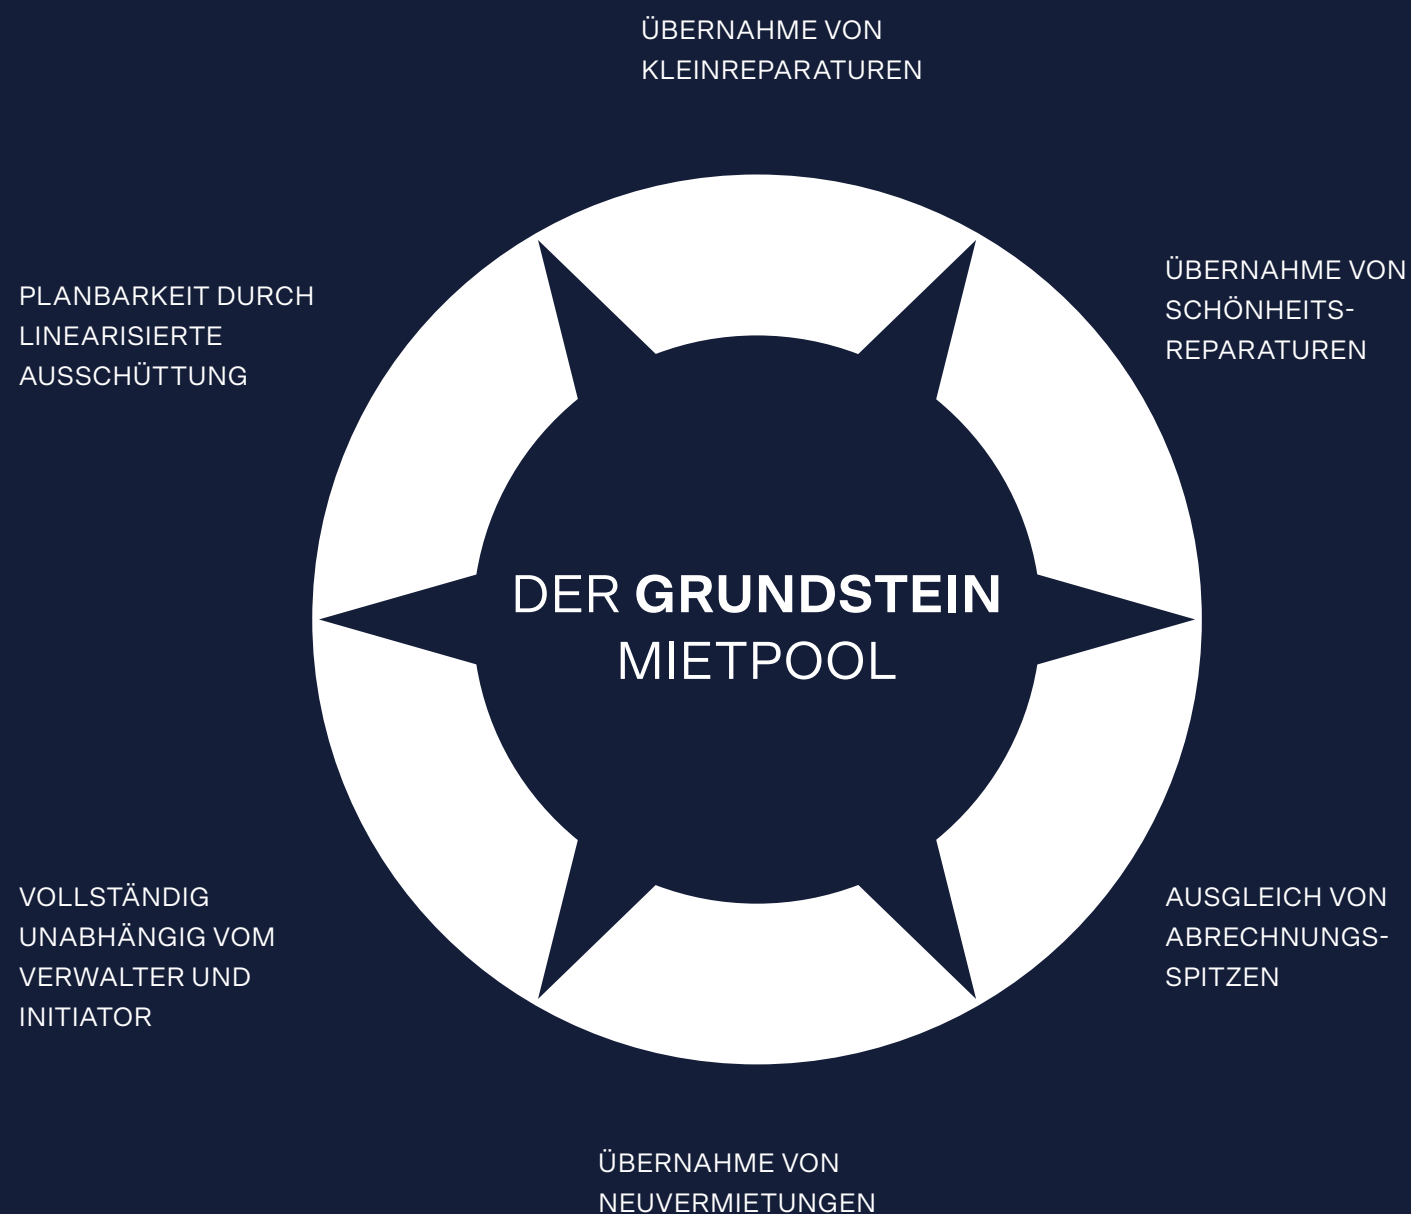 ÜBERNAHME VON
KLEINREPARATUREN
ÜBERNAHME VON
SCHÖNHEITS-
REPARATUREN
PLANBARKEIT DURCH
LINEARISIERTE
AUSSCHÜTTUNG
DER GRUNDSTEIN
MIETPOOL
VOLLSTÄNDIG
UNABHÄNGIG VOM
VERWALTER UND
INITIATOR
AUSGLEICH VON
ABRECHNUNGS-
SPITZEN
ÜBERNAHME VON
NEUVERMIETUNGEN